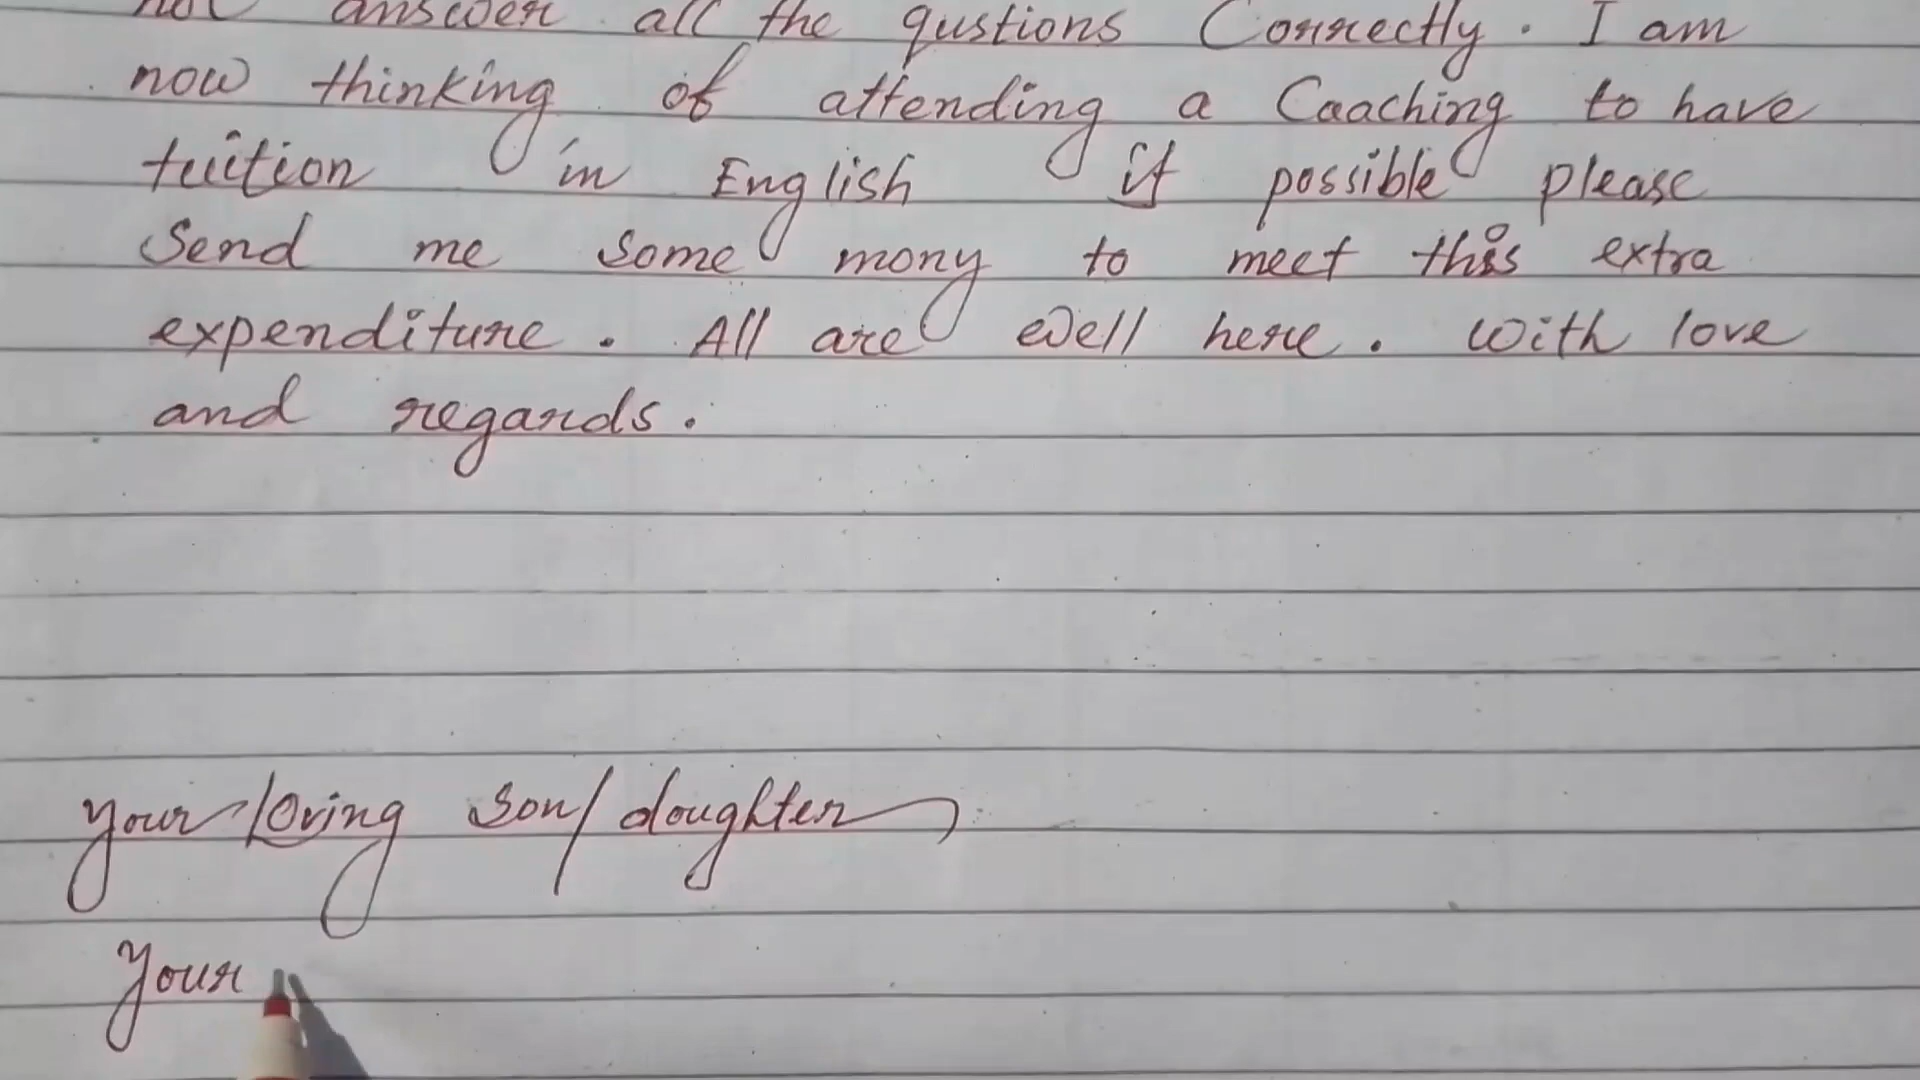 not answer all the qustions Correctly. I am
now thinking of attending a Caaching to have
tuition in English if possible please
Send me some mony to meet this extra
expenditure. All are well here. With love
and regards.
your loving son/doughter
Your